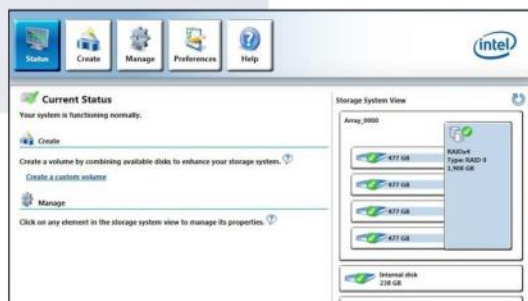 Status
Create
Manage
Preferences
Help
intel
Current Status
Your system is functioning normally.
Create
Create a volume by combining available disks to enhance your storage system.
Create a custom volume
Manage
Click on any element in the storage system view to manage its properties.
Storage System View
Array_0000
477 GB
477 GB
477 GB
477 GB
RAIDy4
Type: RAID 0
1,908 GB
Internal disk
238 GB